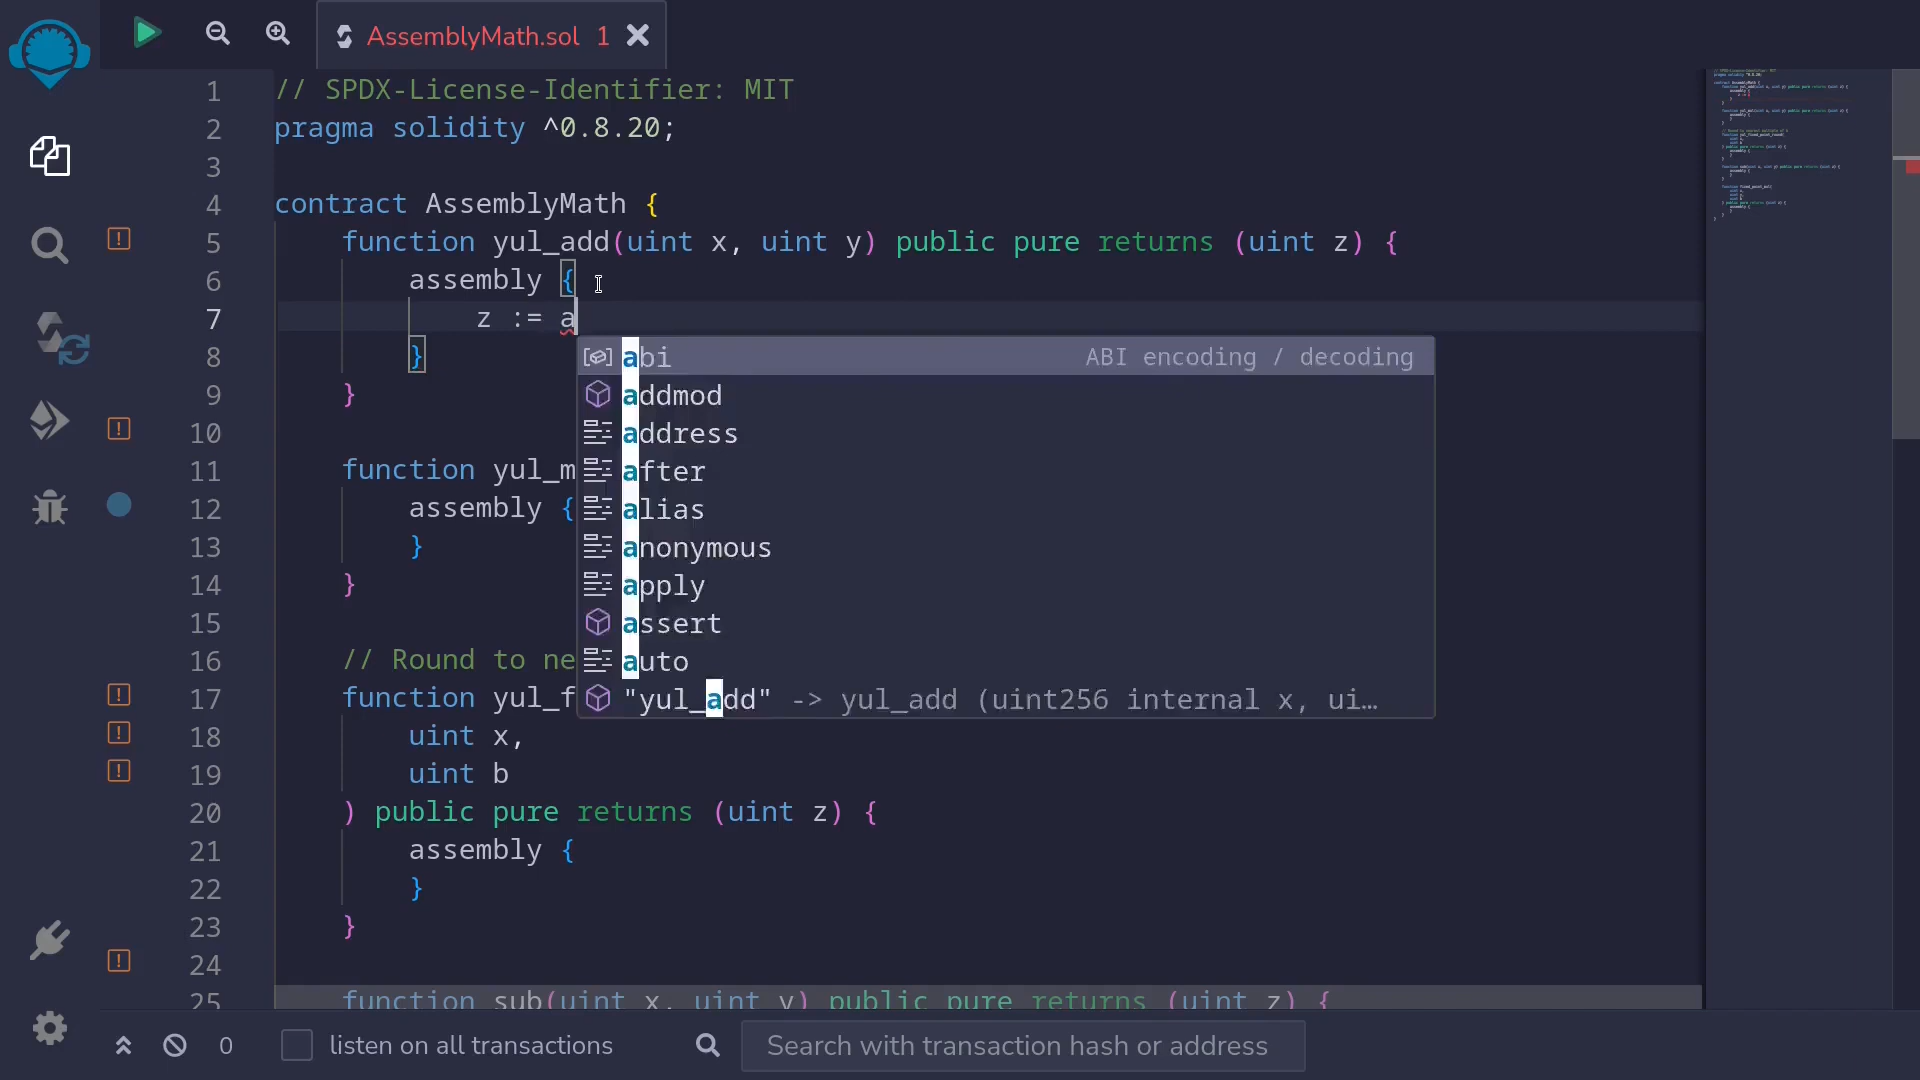 AssemblyMath.sol 1
1 // SPDX-License-Identifier: MIT
2 pragma solidity ^0.8.20;
3
4 contract AssemblyMath {
5 function yul_add(uint x, uint y) public pure returns (uint z) {
6 assembly {
7 z := a
8 }
9 }
10
11 function yul_m
12 assembly {
13 }
14 }
15
16 // Round to ne
17 function yul_f
18 uint x,
19 uint b
20 ) public pure returns (uint z) {
21 assembly {
22 }
23 }
24
25 function sub(uint x, uint y) public pure returns (uint z) {
abi ABI encoding / decoding
addmod
address
after
alias
anonymous
apply
assert
auto
"yul_add" -> yul_add (uint256 internal x, ui…
0 listen on all transactions Search with transaction hash or address